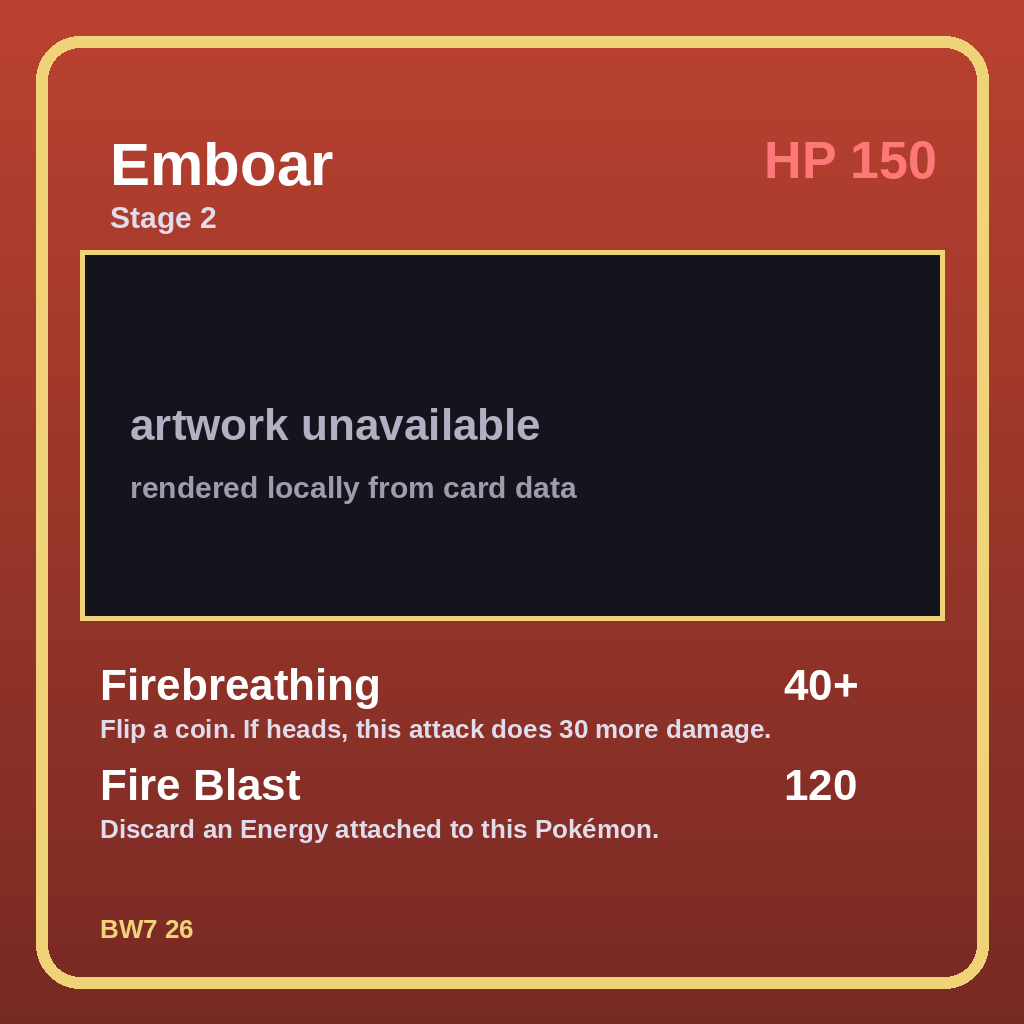 Emboar
HP 150
Stage 2
artwork unavailable
rendered locally from card data
Firebreathing
40+
Flip a coin. If heads, this attack does 30 more damage.
Fire Blast
120
Discard an Energy attached to this Pokémon.
BW7 26